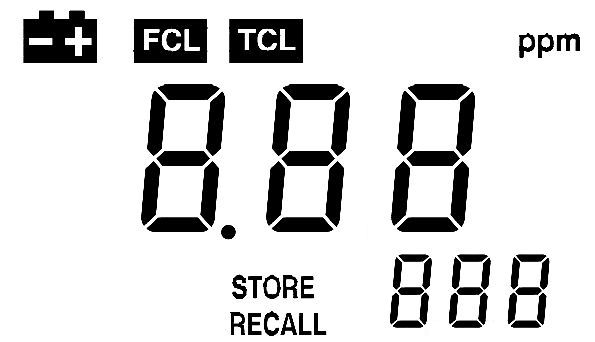 FCL TCL ppm
8.88
STORE 888
RECALL